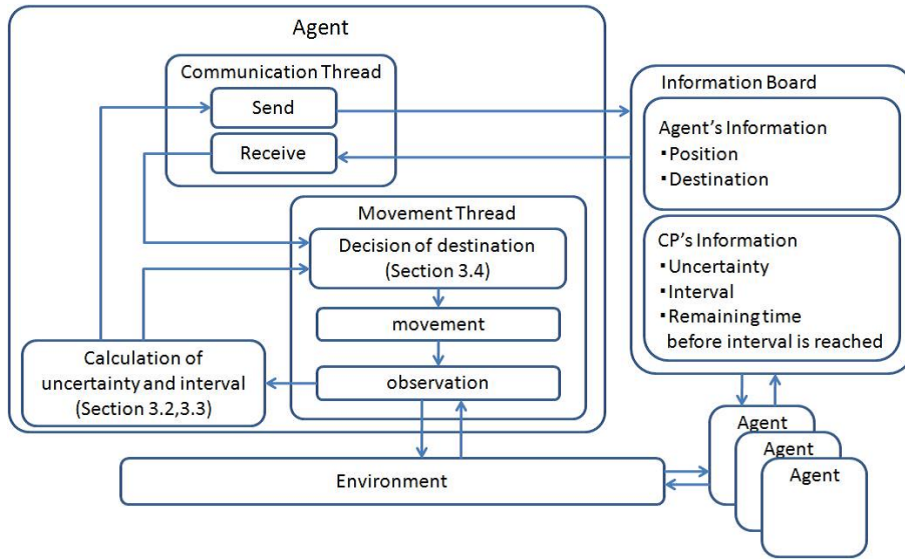 Agent
Communication Thread
Send
Receive
Movement Thread
Decision of destination
(Section 3.4)
movement
observation
Calculation of
uncertainty and interval
(Section 3.2,3.3)
Information Board
Agent's Information
・Position
・Destination
CP's Information
・Uncertainty
・Interval
・Remaining time
before interval is reached
Environment
Agent
Agent
Agent